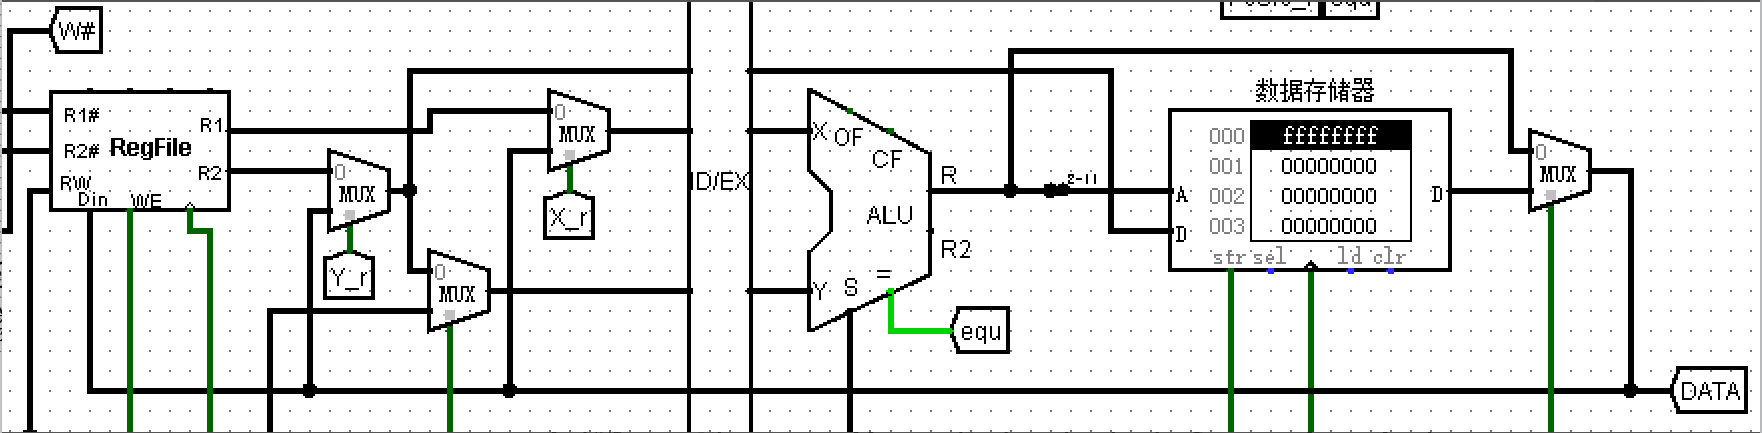 W#
R1#
R2#
RW
Din
WE
RegFile
R1
R2
0
MUX
Y_r
0
MUX
0
MUX
X_r
ID/EX
X
OF
CF
R
ALU
R2
=
S
Y
equ
equ
2-11
数据存储器
000 ffffffff
001 00000000
002 00000000
003 00000000
A
D
D
str sel ld clr
0
MUX
DATA